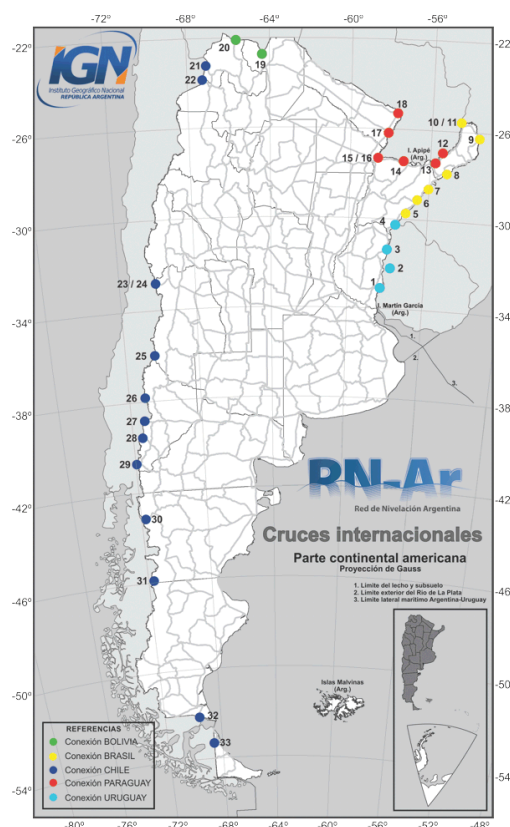 -72° -68° -64° -60° -56°
-22° -22
-26° -26
-30° -30
-34° -34
-38° -38
-42° -42
-46° -46
-50° -50
-54° -54
-80° -76° -72° -68° -64° -60° -56° -52° -48°
IGN
Instituto Geográfico Nacional
REPÚBLICA ARGENTINA
20
19
21
22
18
17
10 / 11
9
I. Apipé
(Arg.)
12
15 / 16
14
13
8
7
6
5
4
3
2
1
I. Martín García
(Arg.)
23 / 24
1.
2.
3.
25
26
27
28
29
30
31
32
33
RN-Ar
Red de Nivelación Argentina
Cruces internacionales
Parte continental americana
Proyección de Gauss
1. Límite del lecho y subsuelo
2. Límite exterior del Río de La Plata
3. Límite lateral marítimo Argentina-Uruguay
Islas Malvinas
(Arg.)
REFERENCIAS
Conexión BOLIVIA
Conexión BRASIL
Conexión CHILE
Conexión PARAGUAY
Conexión URUGUAY